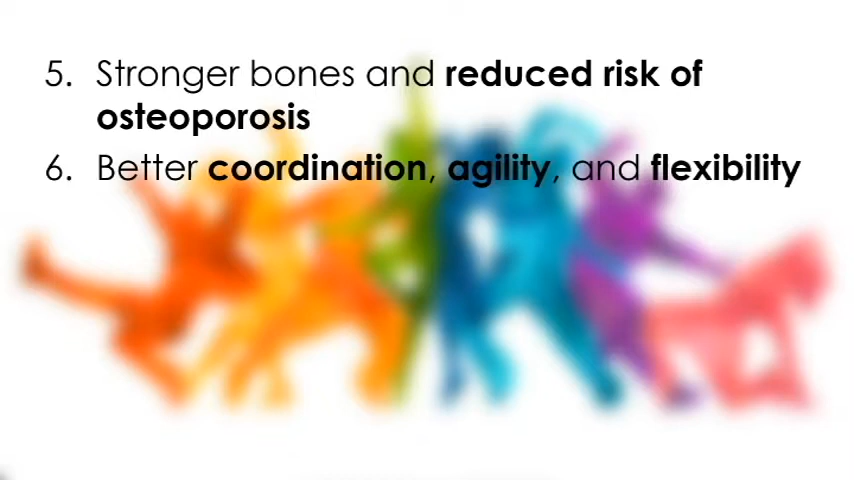 5. Stronger bones and reduced risk of
osteoporosis
6. Better coordination, agility, and flexibility